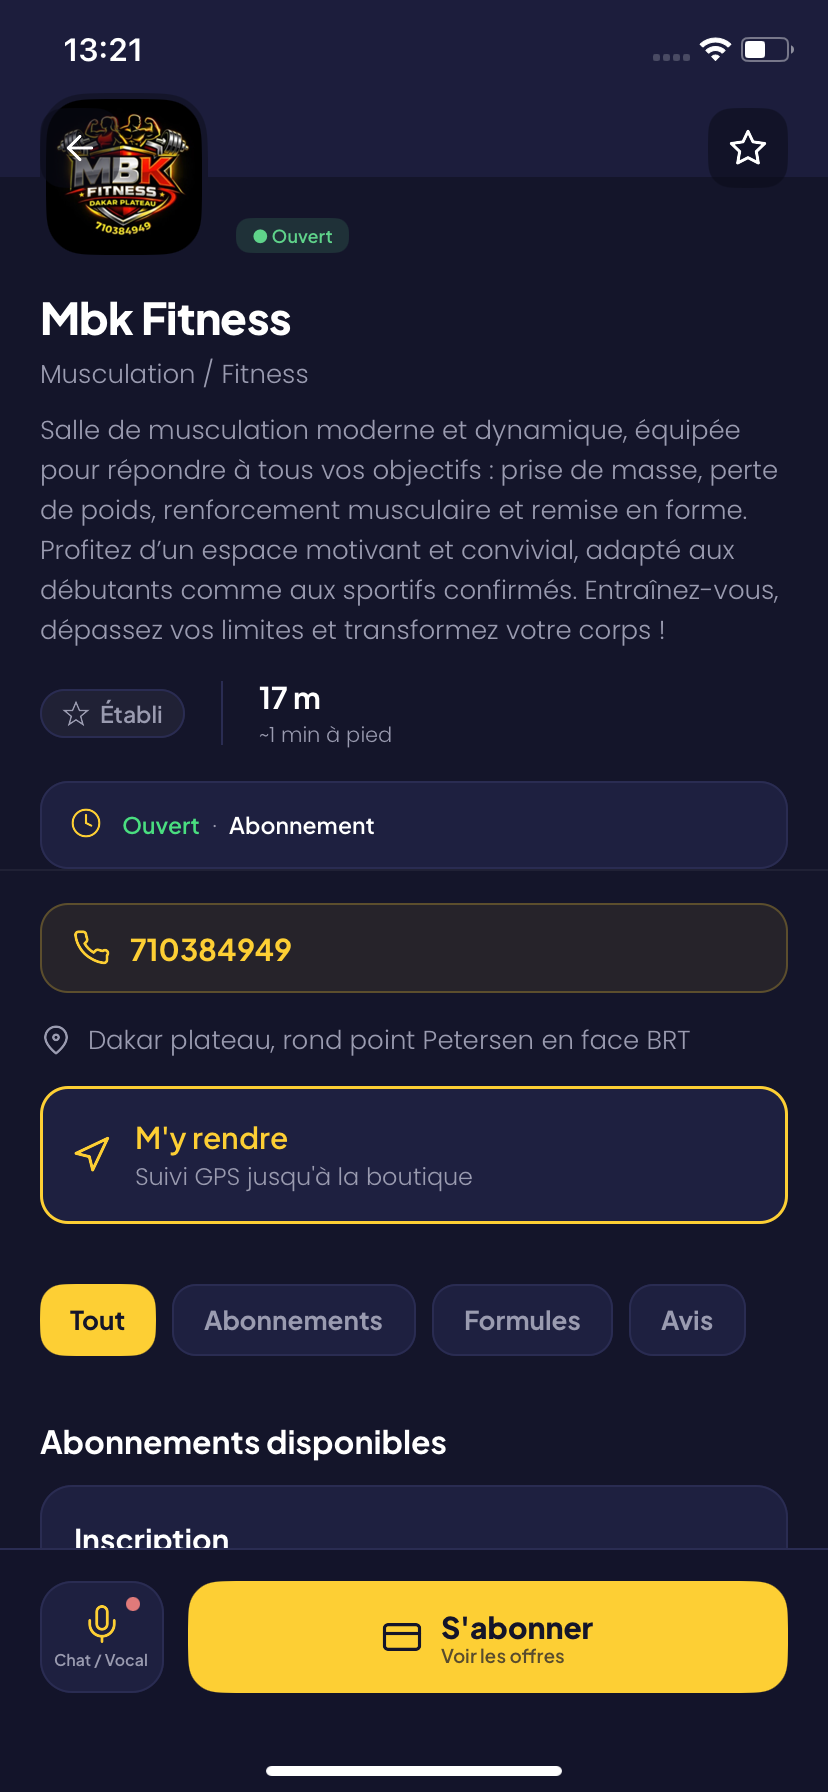 13:21
MBK
FITNESS
DAKAR PLATEAU
710384949
Ouvert
Mbk Fitness
Musculation / Fitness
Salle de musculation moderne et dynamique, équipée
pour répondre à tous vos objectifs : prise de masse, perte
de poids, renforcement musculaire et remise en forme.
Profitez d’un espace motivant et convivial, adapté aux
débutants comme aux sportifs confirmés. Entraînez-vous,
dépassez vos limites et transformez votre corps !
Établi
17 m
~1 min à pied
Ouvert · Abonnement
710384949
Dakar plateau, rond point Petersen en face BRT
M'y rendre
Suivi GPS jusqu'à la boutique
Tout Abonnements Formules Avis
Abonnements disponibles
Inscription
Chat / Vocal
S'abonner
Voir les offres